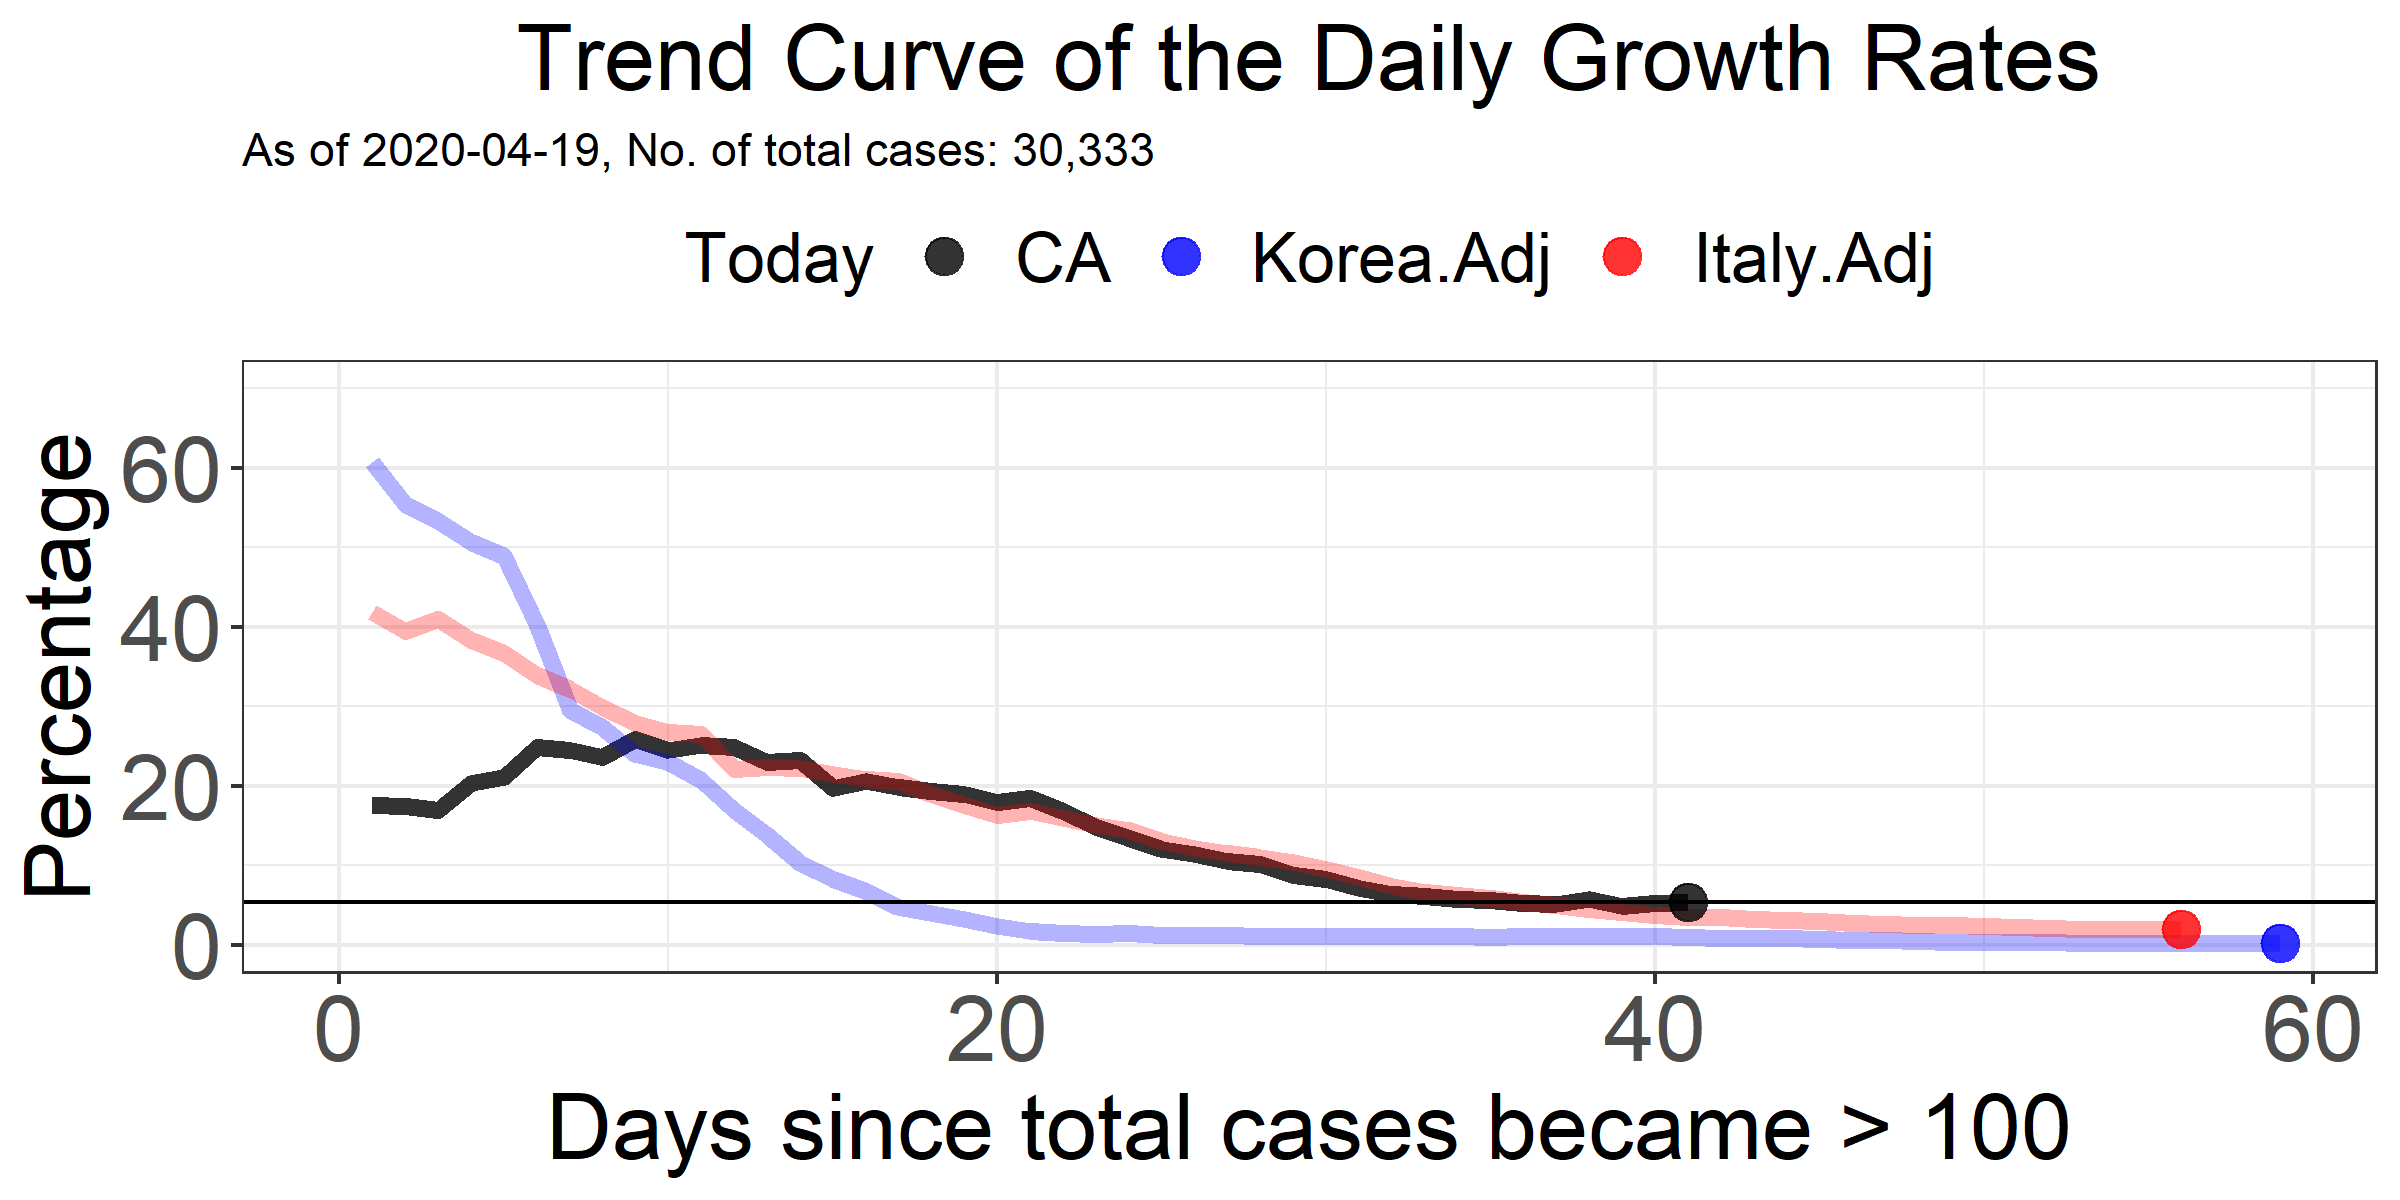 Trend Curve of the Daily Growth Rates
As of 2020-04-19, No. of total cases: 30,333
Today CA Korea.Adj Italy.Adj
Percentage
60
40
20
0
0 20 40 60
Days since total cases became > 100